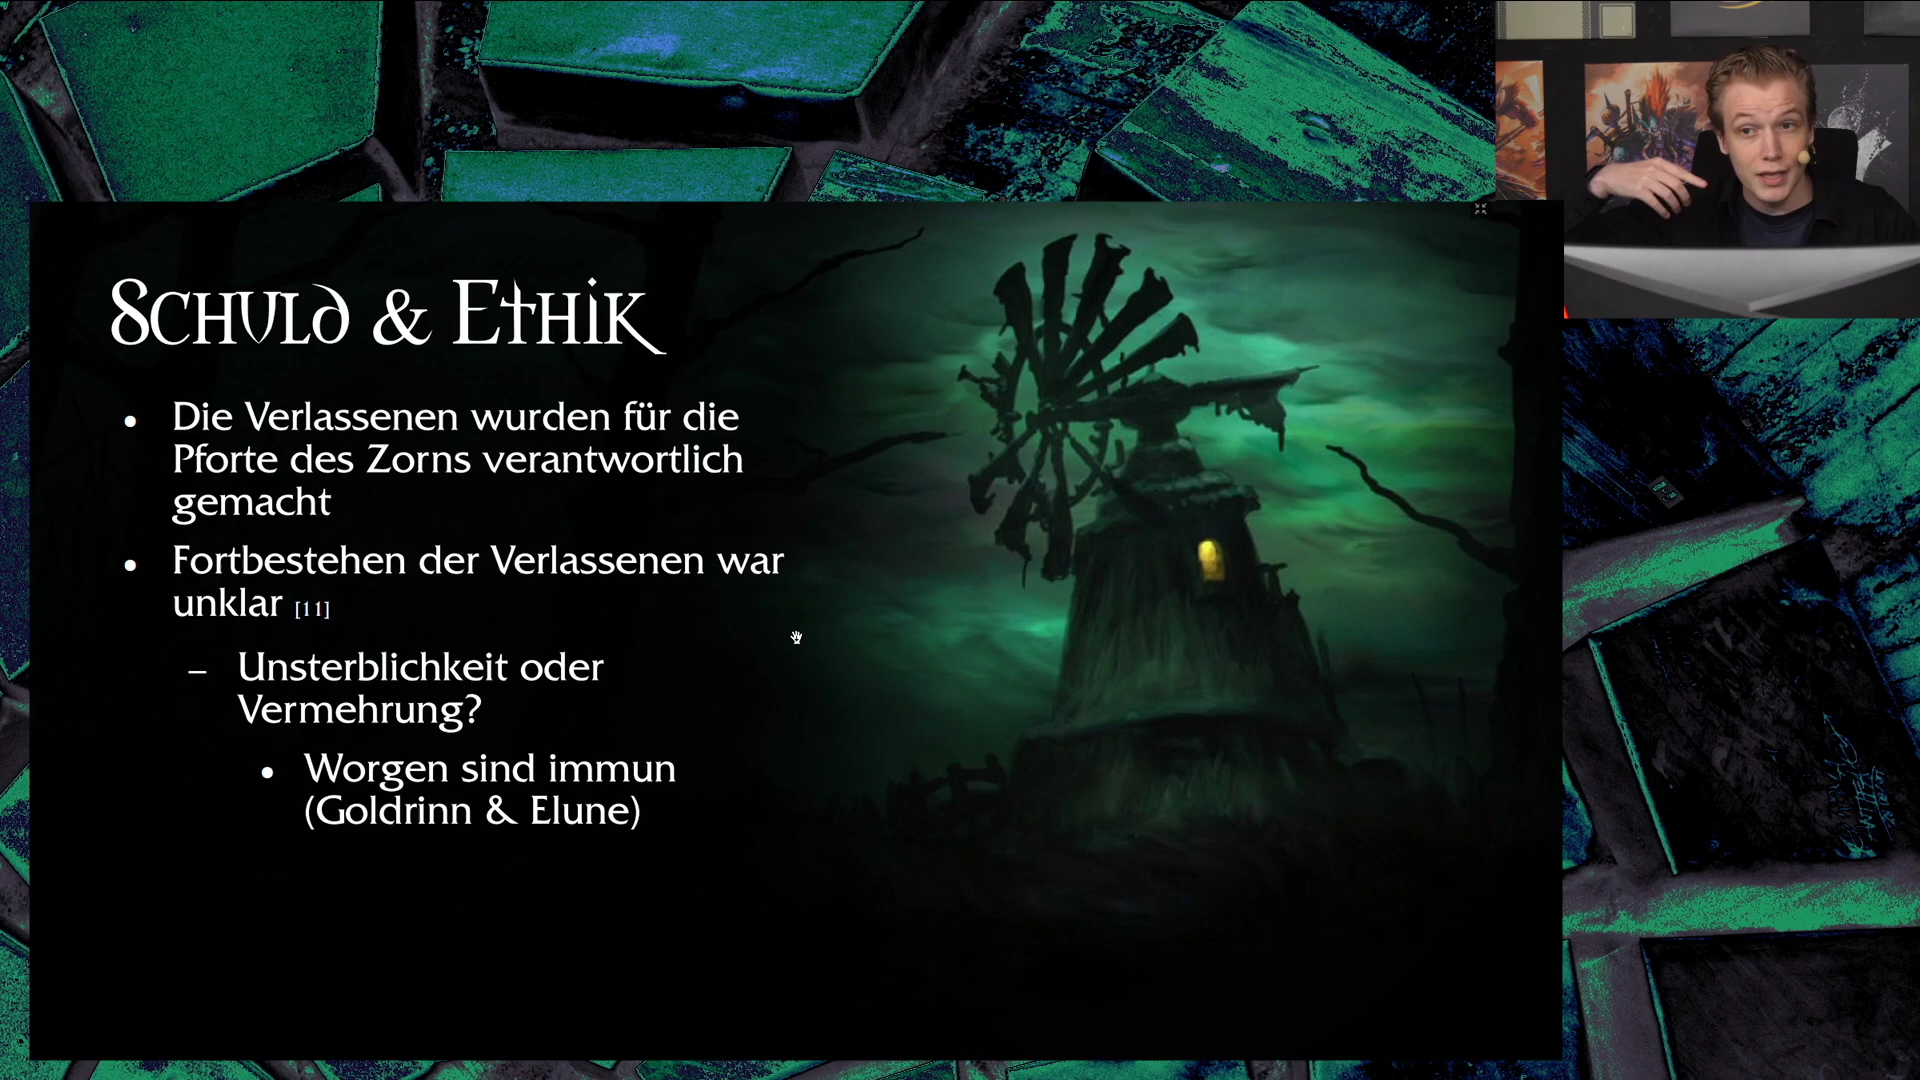 Schuld & Ethik
• Die Verlassenen wurden für die
Pforte des Zorns verantwortlich
gemacht
• Fortbestehen der Verlassenen war
unklar [11]
– Unsterblichkeit oder
Vermehrung?
• Worgen sind immun
(Goldrinn & Elune)